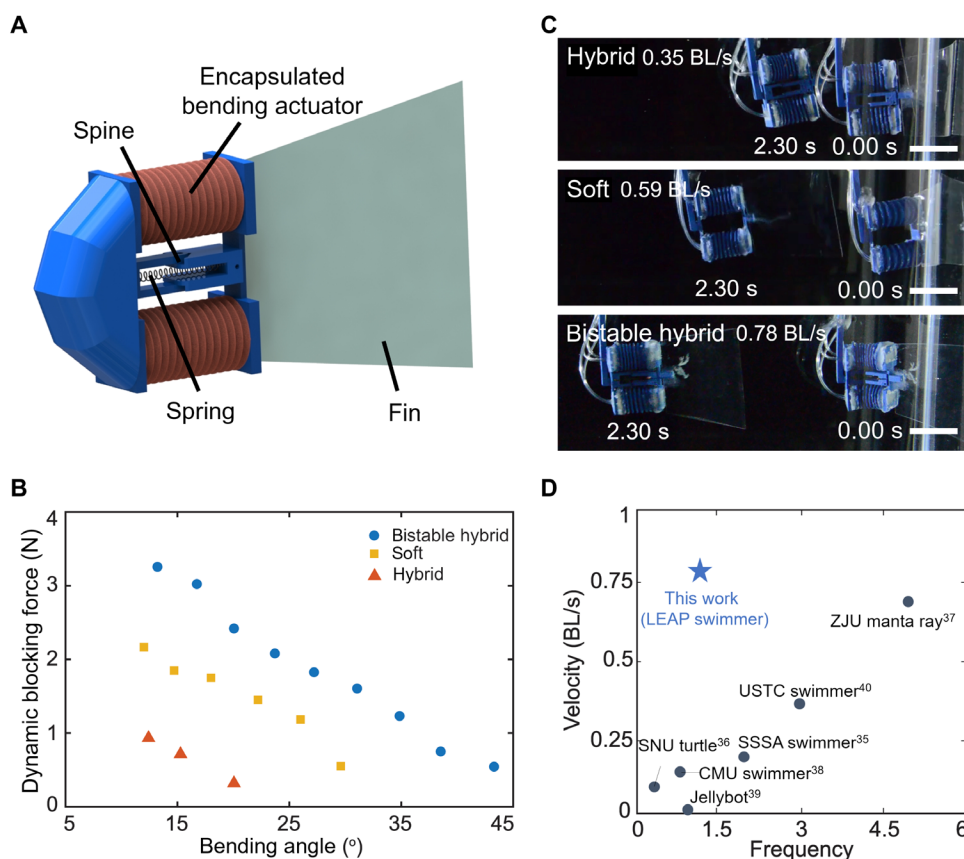 A
Encapsulated
bending actuator
Spine
Spring
Fin
C
Hybrid 0.35 BL/s
2.30 s
0.00 s
Soft 0.59 BL/s
2.30 s
0.00 s
Bistable hybrid 0.78 BL/s
2.30 s
0.00 s
B
Dynamic blocking force (N)
4
3
2
1
0
Bistable hybrid
Soft
Hybrid
5
15
25
35
45
Bending angle (°)
D
Velocity (BL/s)
1
0.75
0.5
0.25
0
This work
(LEAP swimmer)
ZJU manta ray³⁷
USTC swimmer⁴⁰
SNU turtle³⁶
SSSA swimmer³⁵
CMU swimmer³⁸
Jellybot³⁹
0
1.5
3
4.5
6
Frequency